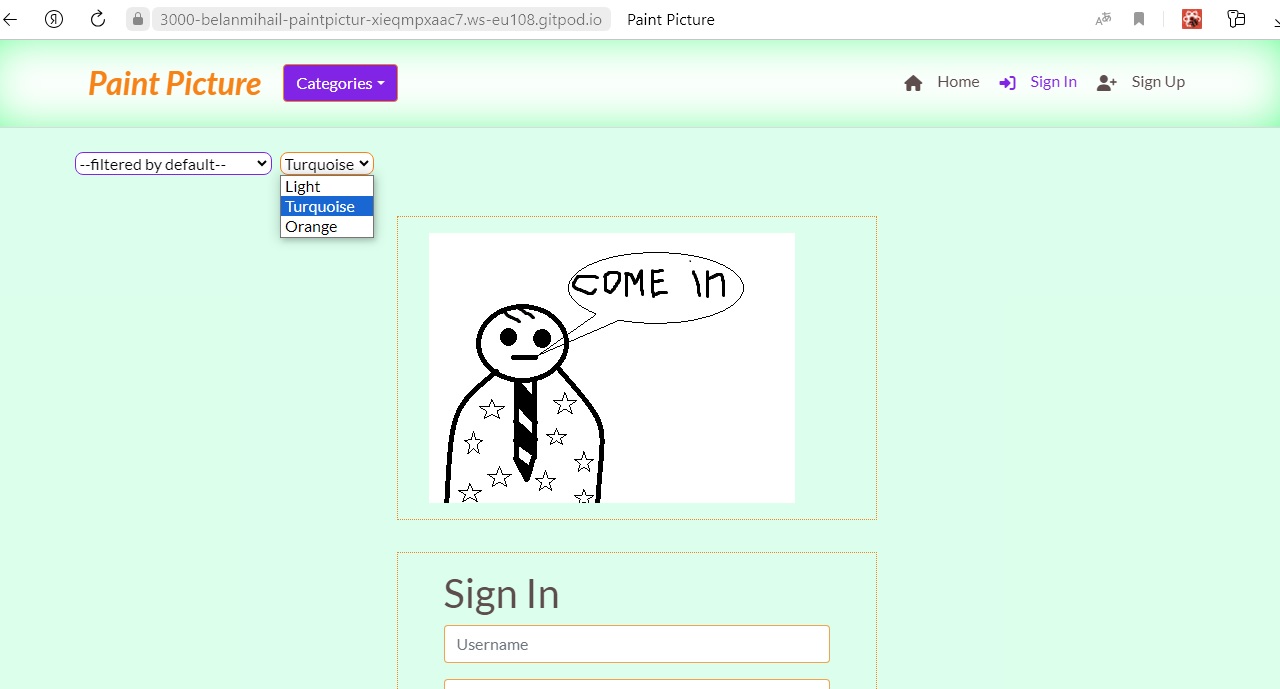 3000-belanmihail-paintpictur-xieqmpxaac7.ws-eu108.gitpod.io Paint Picture
Paint Picture Categories Home Sign In Sign Up
--filtered by default-- Turquoise
Light
Turquoise
Orange
COME in
Sign In
Username